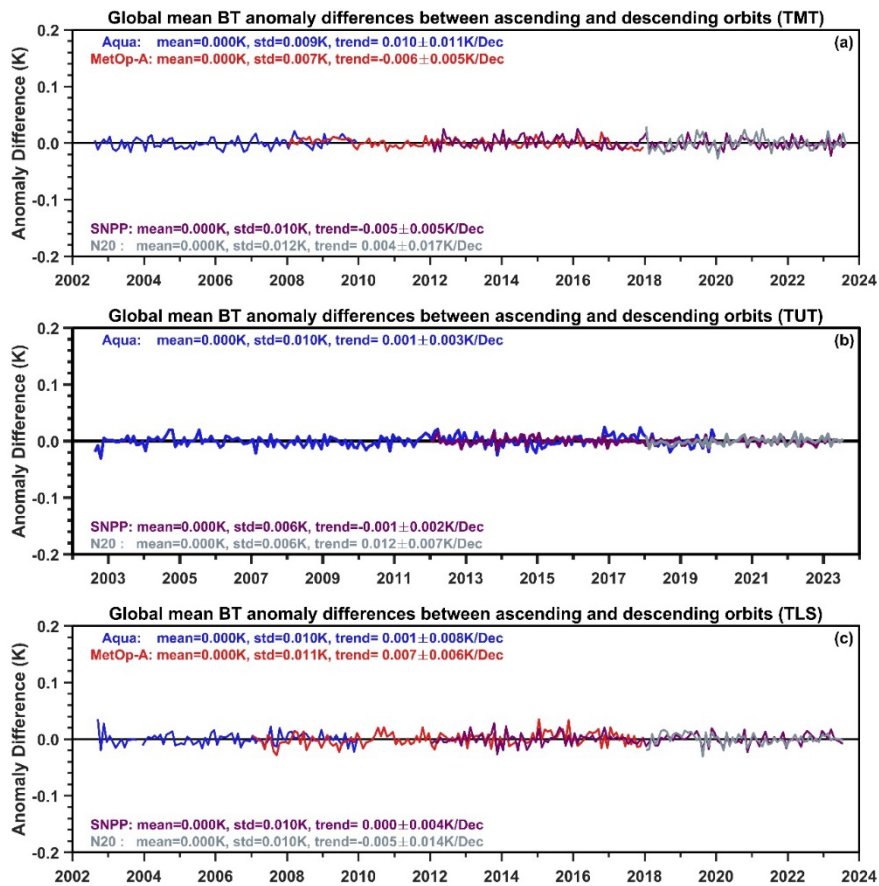 Global mean BT anomaly differences between ascending and descending orbits (TMT)
Aqua: mean=0.000K, std=0.009K, trend= 0.010±0.011K/Dec
(a)
MetOp-A: mean=0.000K, std=0.007K, trend=-0.006±0.005K/Dec
Anomaly Difference (K)
0.2
0.1
0.0
-0.1
-0.2
SNPP: mean=0.000K, std=0.010K, trend=-0.005±0.005K/Dec
N20 : mean=0.000K, std=0.012K, trend= 0.004±0.017K/Dec
2002 2004 2006 2008 2010 2012 2014 2016 2018 2020 2022 2024
Global mean BT anomaly differences between ascending and descending orbits (TUT)
Aqua: mean=0.000K, std=0.010K, trend= 0.001±0.003K/Dec
(b)
Anomaly Difference (K)
0.2
0.1
0.0
-0.1
-0.2
SNPP: mean=0.000K, std=0.006K, trend=-0.001±0.002K/Dec
N20 : mean=0.000K, std=0.006K, trend= 0.012±0.007K/Dec
2003 2005 2007 2009 2011 2013 2015 2017 2019 2021 2023
Global mean BT anomaly differences between ascending and descending orbits (TLS)
Aqua: mean=0.000K, std=0.010K, trend= 0.001±0.008K/Dec
(c)
MetOp-A: mean=0.000K, std=0.011K, trend= 0.007±0.006K/Dec
Anomaly Difference (K)
0.2
0.1
0.0
-0.1
-0.2
SNPP: mean=0.000K, std=0.010K, trend= 0.000±0.004K/Dec
N20 : mean=0.000K, std=0.010K, trend=-0.005±0.014K/Dec
2002 2004 2006 2008 2010 2012 2014 2016 2018 2020 2022 2024